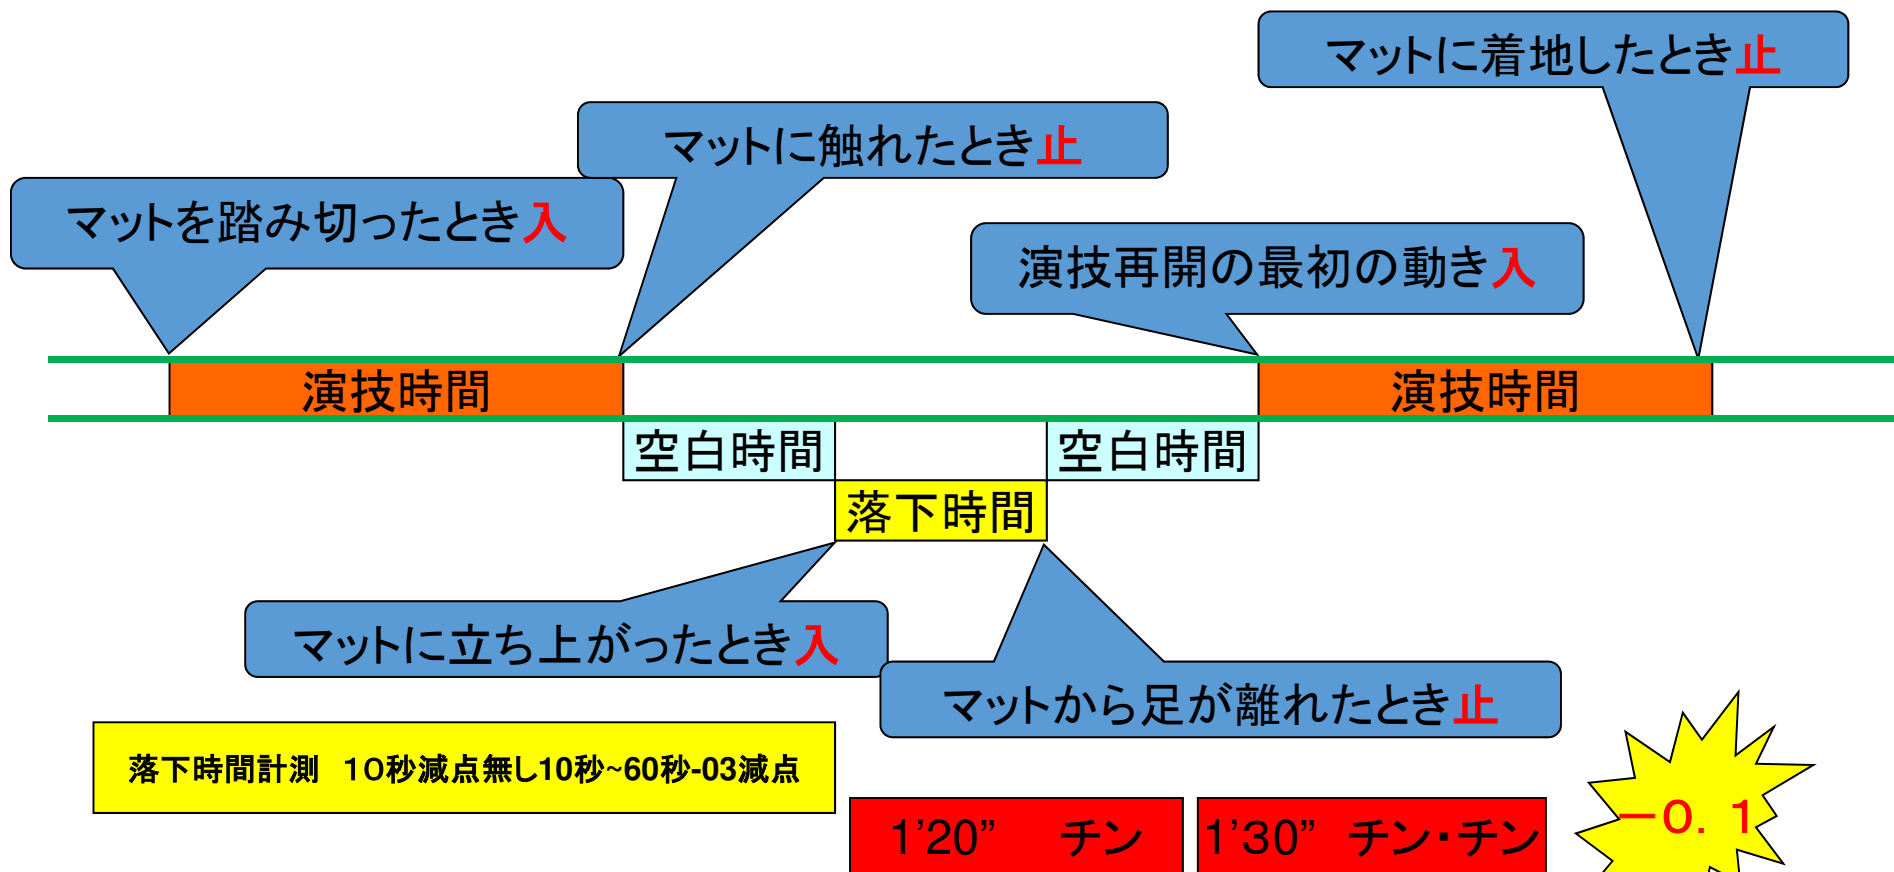 マットに着地したとき止
マットに触れたとき止
マットを踏み切ったとき入
演技再開の最初の動き入
演技時間
演技時間
空白時間
空白時間
落下時間
マットに立ち上がったとき入
マットから足が離れたとき止
落下時間計測　１０秒減点無し10秒~60秒-03減点
1’20”　チン
1’30”　チン・チン
－０．１